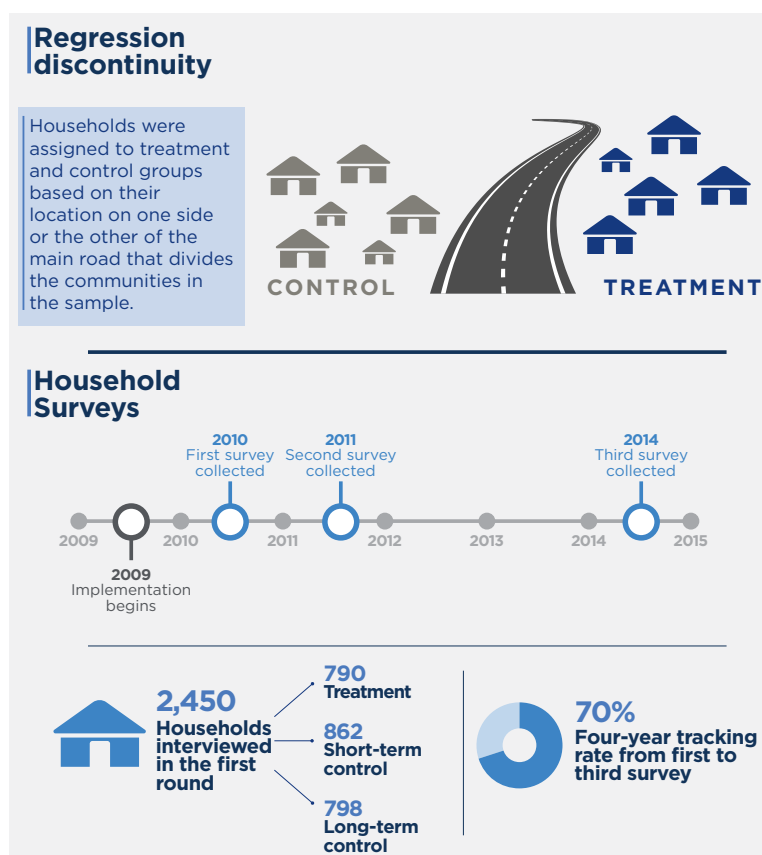 Regression
discontinuity
Households were
assigned to treatment
and control groups
based on their
location on one side
or the other of the
main road that divides
the communities in
the sample.
CONTROL
TREATMENT
Household
Surveys
2010
First survey
collected
2011
Second survey
collected
2014
Third survey
collected
2009
2010
2011
2012
2013
2014
2015
2009
Implementation
begins
2,450
Households
interviewed
in the first
round
790
Treatment
862
Short-term
control
798
Long-term
control
70%
Four-year tracking
rate from first to
third survey